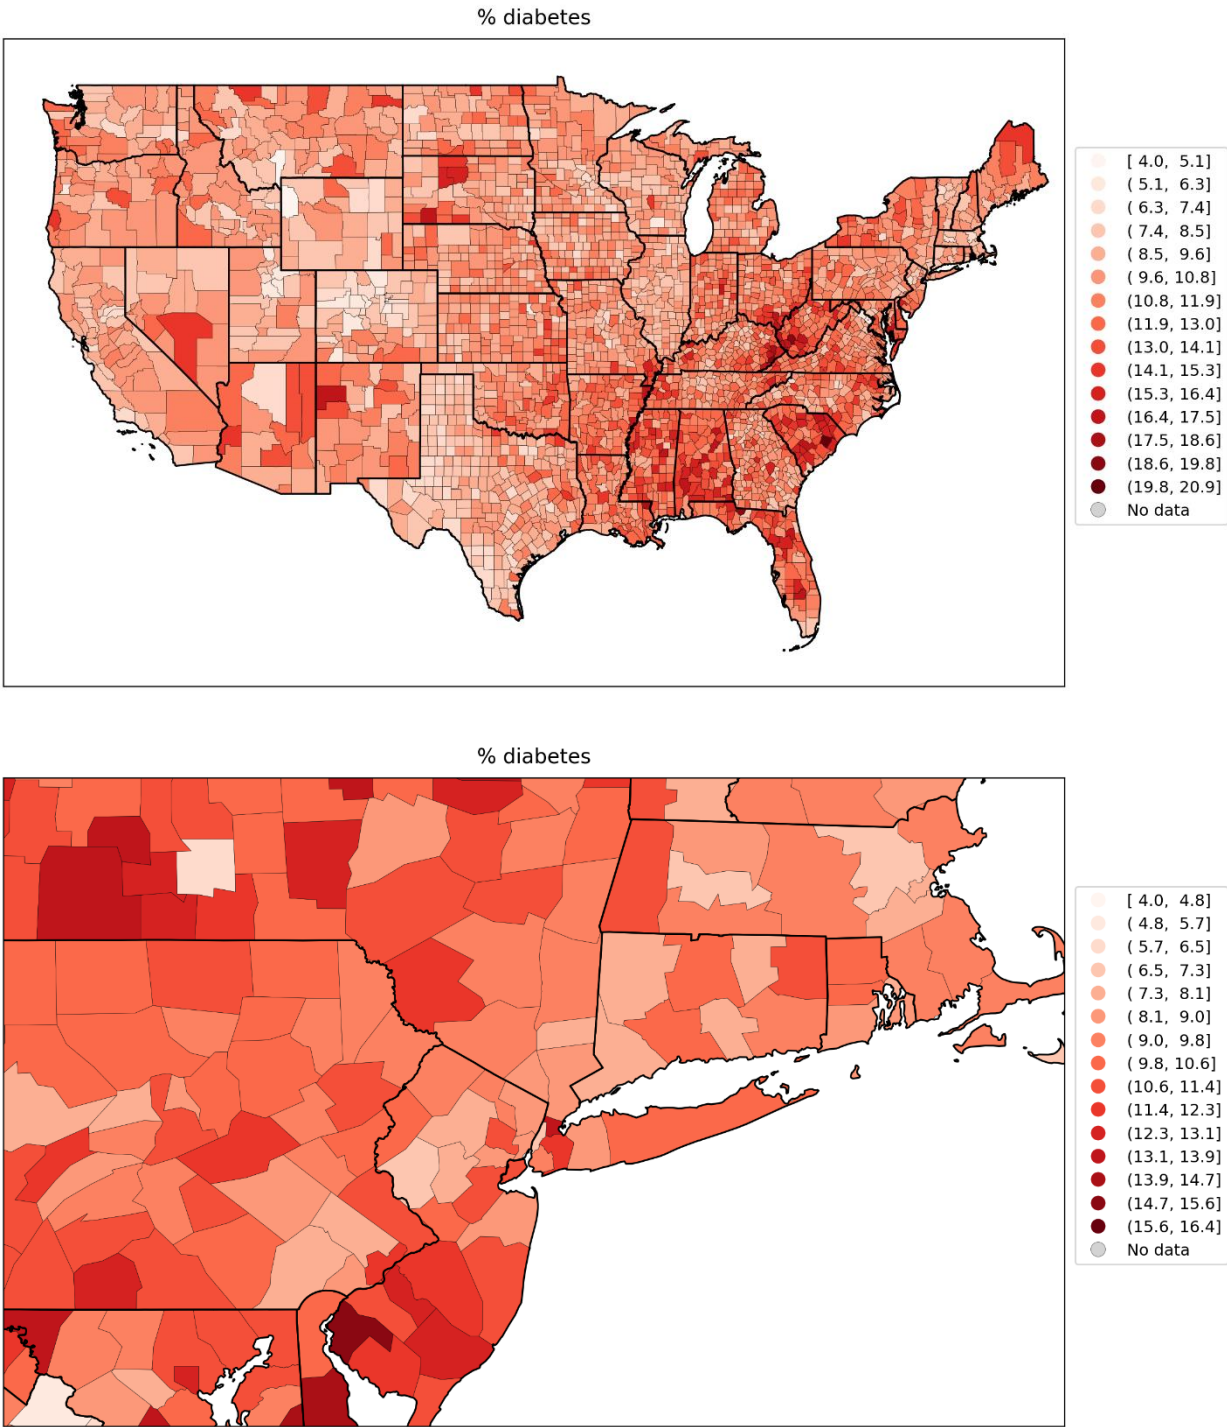 % diabetes
[ 4.0,  5.1]
( 5.1,  6.3]
( 6.3,  7.4]
( 7.4,  8.5]
( 8.5,  9.6]
( 9.6, 10.8]
(10.8, 11.9]
(11.9, 13.0]
(13.0, 14.1]
(14.1, 15.3]
(15.3, 16.4]
(16.4, 17.5]
(17.5, 18.6]
(18.6, 19.8]
(19.8, 20.9]
No data
% diabetes
[ 4.0,  4.8]
( 4.8,  5.7]
( 5.7,  6.5]
( 6.5,  7.3]
( 7.3,  8.1]
( 8.1,  9.0]
( 9.0,  9.8]
( 9.8, 10.6]
(10.6, 11.4]
(11.4, 12.3]
(12.3, 13.1]
(13.1, 13.9]
(13.9, 14.7]
(14.7, 15.6]
(15.6, 16.4]
No data